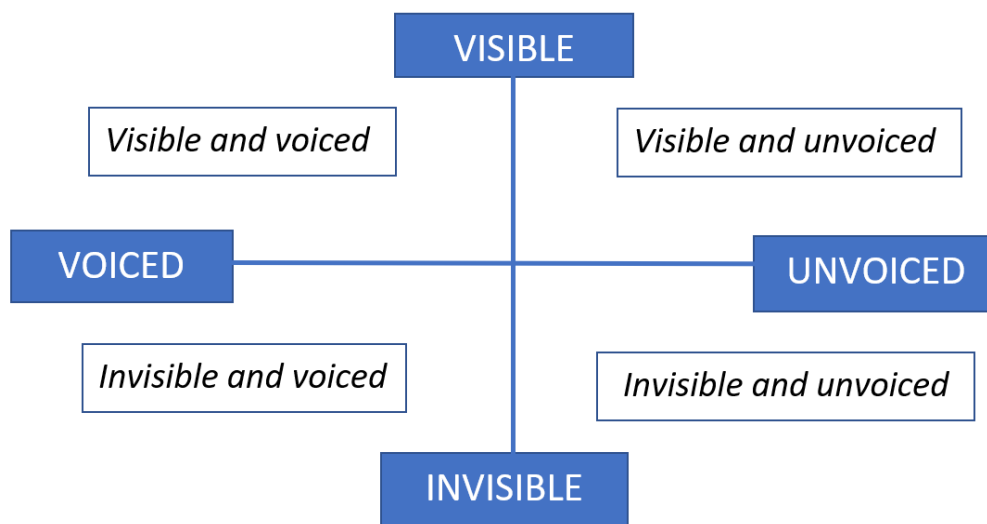 VISIBLE
Visible and voiced
Visible and unvoiced
VOICED
UNVOICED
Invisible and voiced
Invisible and unvoiced
INVISIBLE